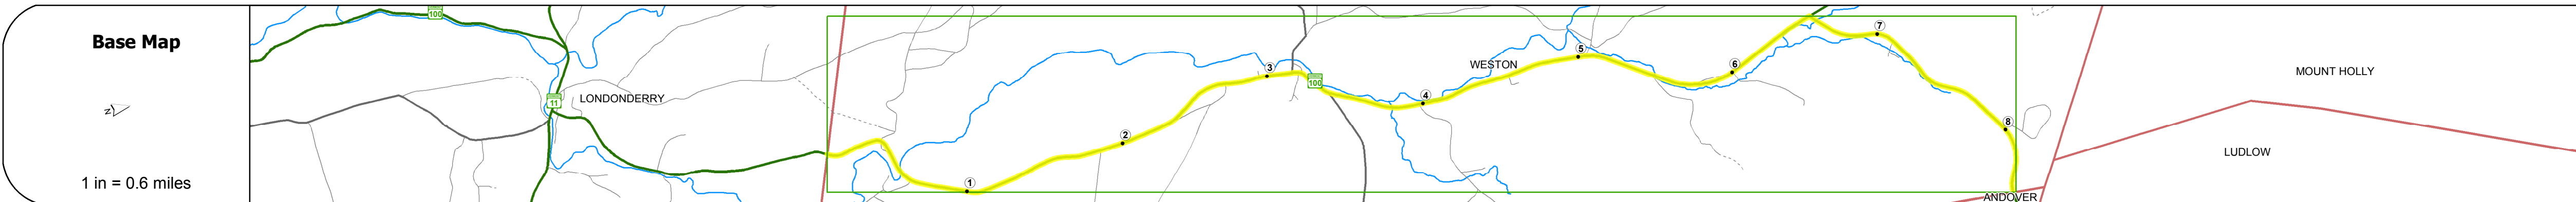 Base Map
N
1 in = 0.6 miles
100
11
LONDONDERRY
1
2
3
100
4
WESTON
5
6
7
8
MOUNT HOLLY
LUDLOW
ANDOVER